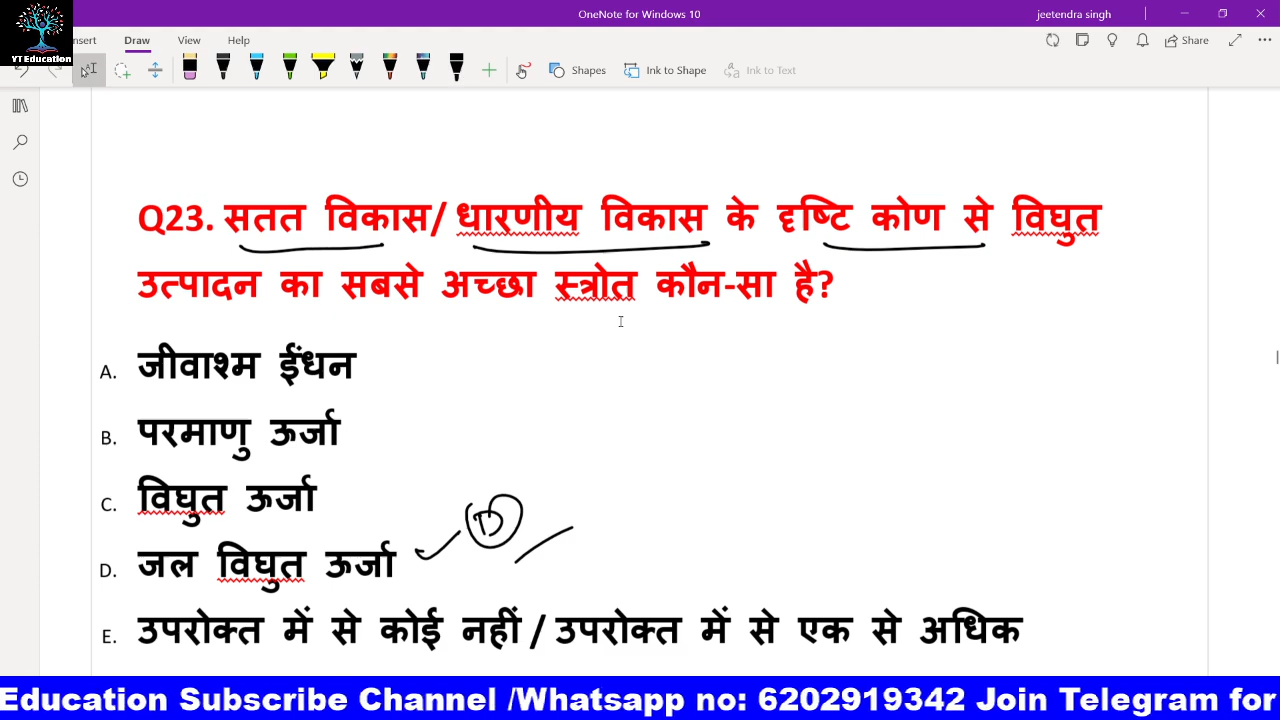 OneNote for Windows 10
jeetendra singh
YT Education
nsert Draw View Help
Shapes Ink to Shape Ink to Text Share
Q23. सतत विकास/ धारणीय विकास के दृष्टि कोण से विघुत
उत्पादन का सबसे अच्छा स्त्रोत कौन-सा है?
A. जीवाश्म ईंधन
B. परमाणु ऊर्जा
C. विघुत ऊर्जा
D
D. जल विघुत ऊर्जा
E. उपरोक्त में से कोई नहीं / उपरोक्त में से एक से अधिक
Education Subscribe Channel /Whatsapp no: 6202919342 Join Telegram for